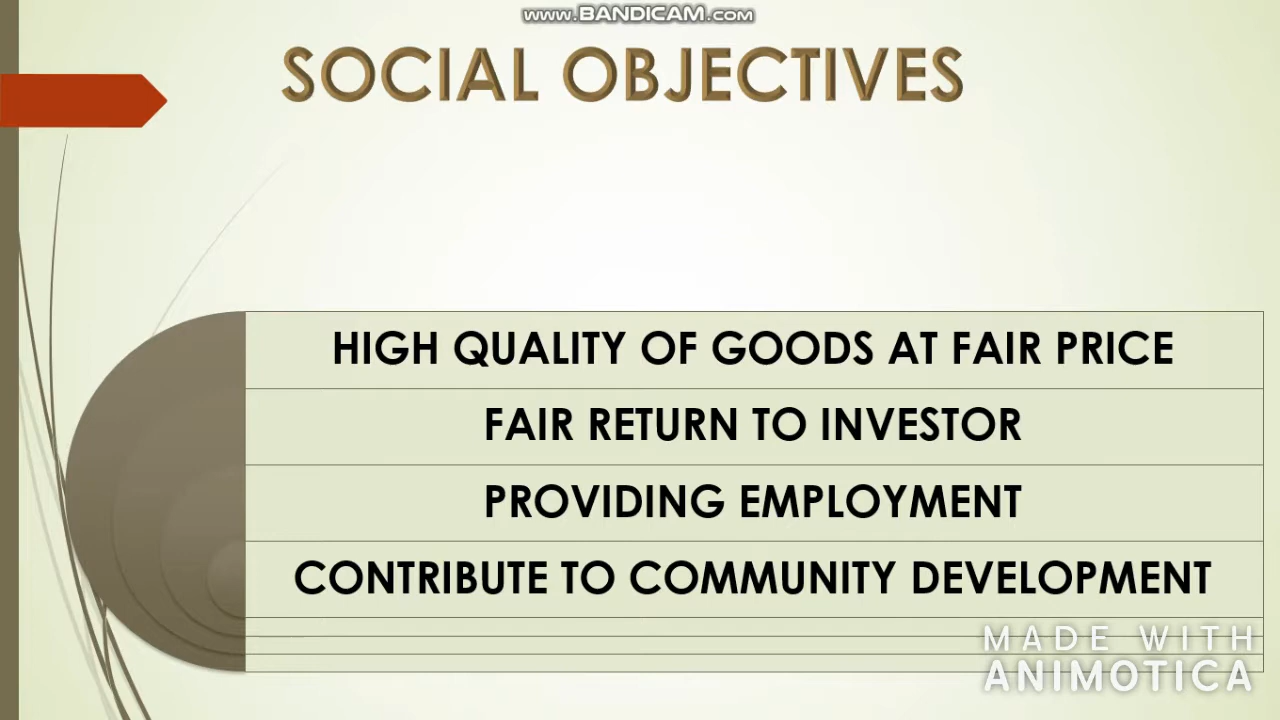 www.BANDICAM.com
SOCIAL OBJECTIVES
HIGH QUALITY OF GOODS AT FAIR PRICE
FAIR RETURN TO INVESTOR
PROVIDING EMPLOYMENT
CONTRIBUTE TO COMMUNITY DEVELOPMENT
MADE WITH
ANIMOTICA